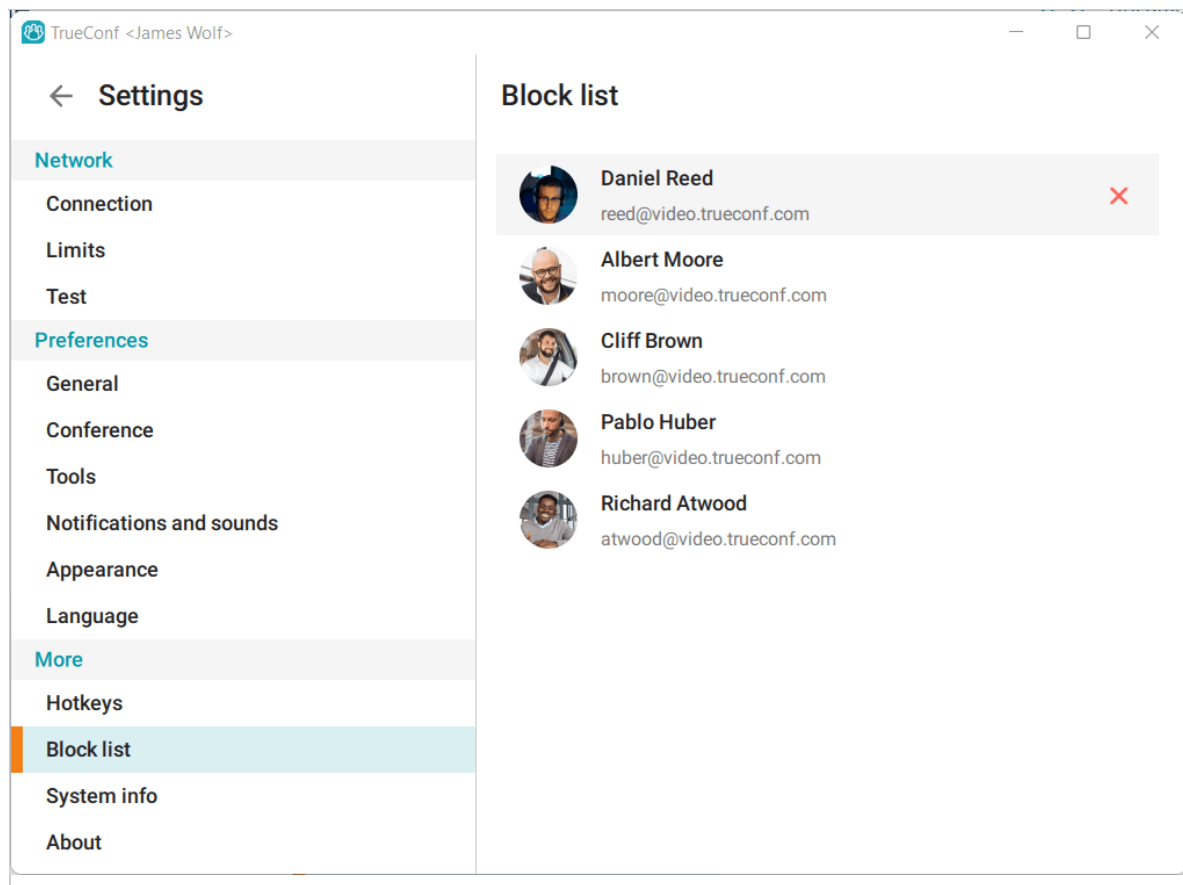 TrueConf <James Wolf>
Settings
Network
Connection
Limits
Test
Preferences
General
Conference
Tools
Notifications and sounds
Appearance
Language
More
Hotkeys
Block list
System info
About
Block list
Daniel Reed
reed@video.trueconf.com
Albert Moore
moore@video.trueconf.com
Cliff Brown
brown@video.trueconf.com
Pablo Huber
huber@video.trueconf.com
Richard Atwood
atwood@video.trueconf.com